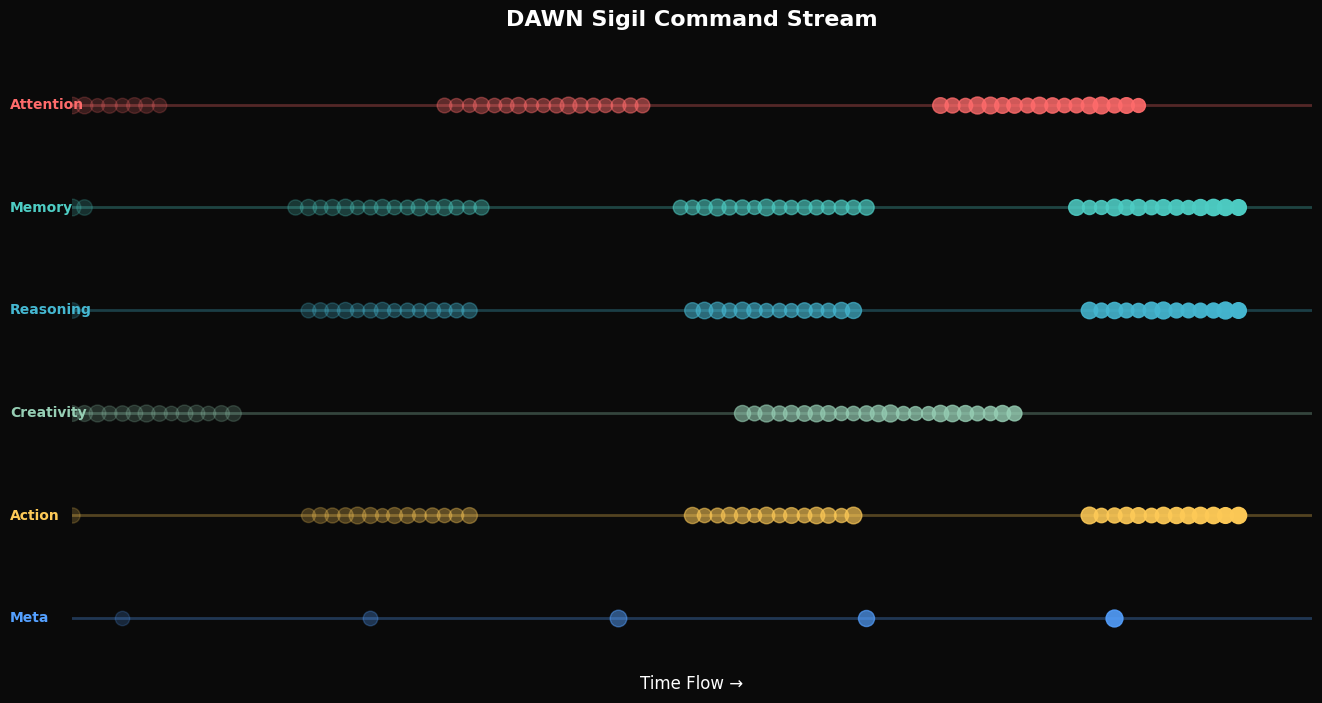 DAWN Sigil Command Stream
Attention
Memory
Reasoning
Creativity
Action
Meta
Time Flow →